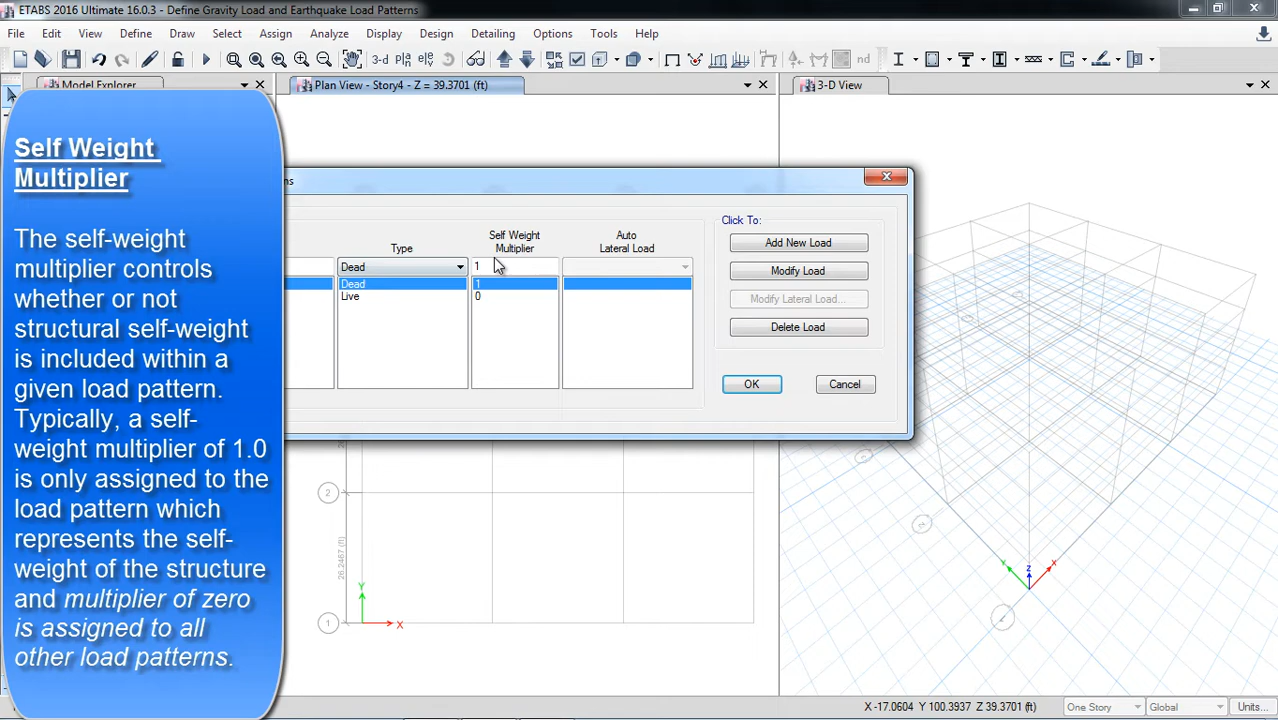 ETABS 2016 Ultimate 16.0.3 - Define Gravity Load and Earthquake Load Patterns
File Edit View Define Draw Select Assign Analyze Display Design Detailing Options Tools Help
3-d
nd
Model Explorer
Plan View - Story4 - Z = 39.3701 (ft)
3-D View
Self Weight
Multiplier
The self-weight
multiplier controls
whether or not
structural self-weight
is included within a
given load pattern.
Typically, a self-
weight multiplier of 1.0
is only assigned to the
load pattern which
represents the self-
weight of the structure
and multiplier of zero
is assigned to all
other load patterns.
ns
Type
Self Weight
Multiplier
Auto
Lateral Load
Dead 1
Dead 1
Live 0
Click To:
Add New Load
Modify Load
Modify Lateral Load...
Delete Load
OK Cancel
2
26.2467 (ft)
1
Y
X
Y
Z
X
X -17.0604 Y 100.3937 Z 39.3701 (ft)
One Story Global Units...